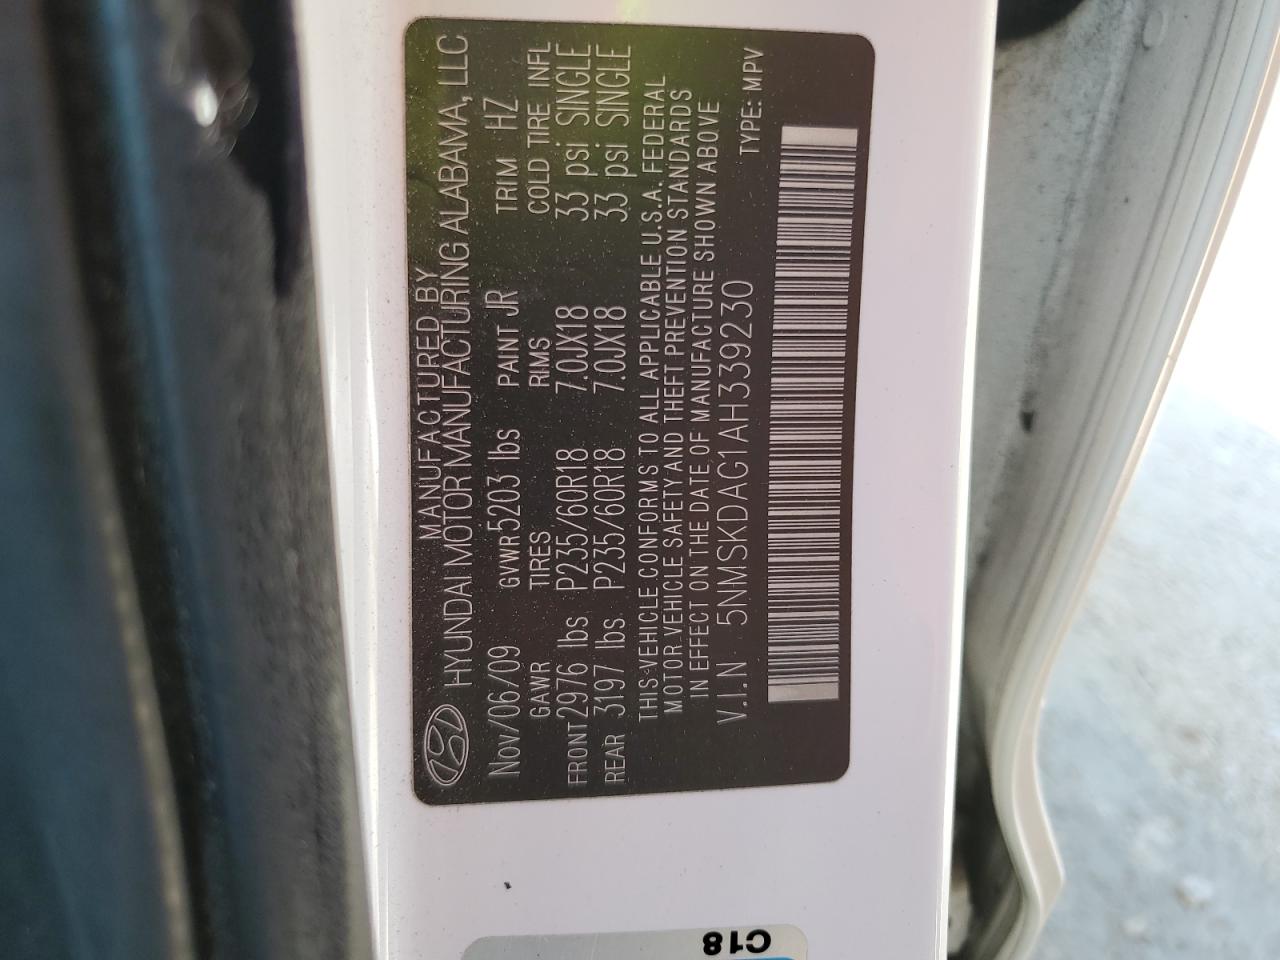 MANUFACTURED BY
HYUNDAI MOTOR MANUFACTURING ALABAMA, LLC
Nov/06/09 GVWR 5203 lbs PAINT JR TRIM HZ
GAWR TIRES RIMS COLD TIRE INFL
FRONT 2976 lbs P235/60R18 7.0JX18 33 psi SINGLE
REAR 3197 lbs P235/60R18 7.0JX18 33 psi SINGLE
THIS VEHICLE CONFORMS TO ALL APPLICABLE U.S.A. FEDERAL
MOTOR VEHICLE SAFETY AND THEFT PREVENTION STANDARDS
IN EFFECT ON THE DATE OF MANUFACTURE SHOWN ABOVE
V.I.N 5NMSKDAG1AH339230 TYPE: MPV
C18